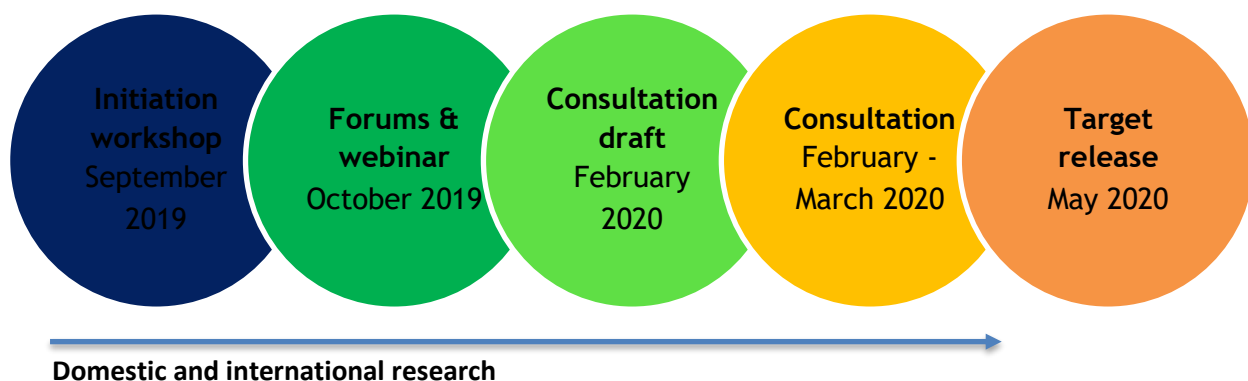 Initiation
workshop
September
2019
Forums &
webinar
October 2019
Consultation
draft
February
2020
Consultation
February -
March 2020
Target
release
May 2020
Domestic and international research